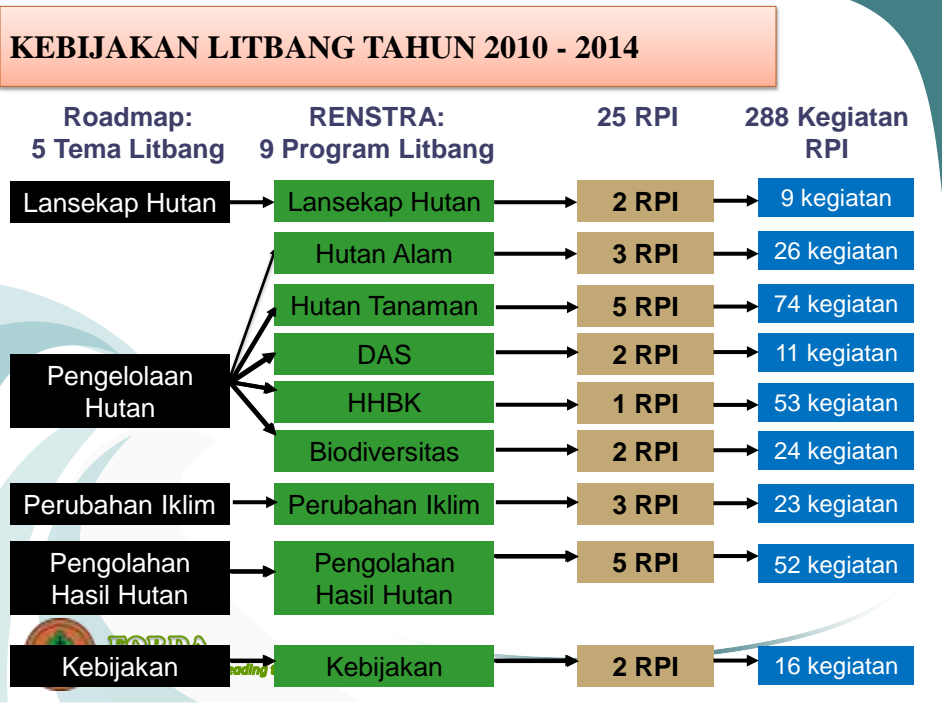 KEBIJAKAN LITBANG TAHUN 2010 - 2014
Roadmap:
5 Tema Litbang
RENSTRA:
9 Program Litbang
25 RPI
288 Kegiatan
RPI
Lansekap Hutan
Lansekap Hutan
2 RPI
9 kegiatan
Hutan Alam
3 RPI
26 kegiatan
Hutan Tanaman
5 RPI
74 kegiatan
Pengelolaan
Hutan
DAS
2 RPI
11 kegiatan
HHBK
1 RPI
53 kegiatan
Biodiversitas
2 RPI
24 kegiatan
Perubahan Iklim
Perubahan Iklim
3 RPI
23 kegiatan
Pengolahan
Hasil Hutan
Pengolahan
Hasil Hutan
5 RPI
52 kegiatan
FORDA
Kebijakan
Kebijakan
2 RPI
16 kegiatan